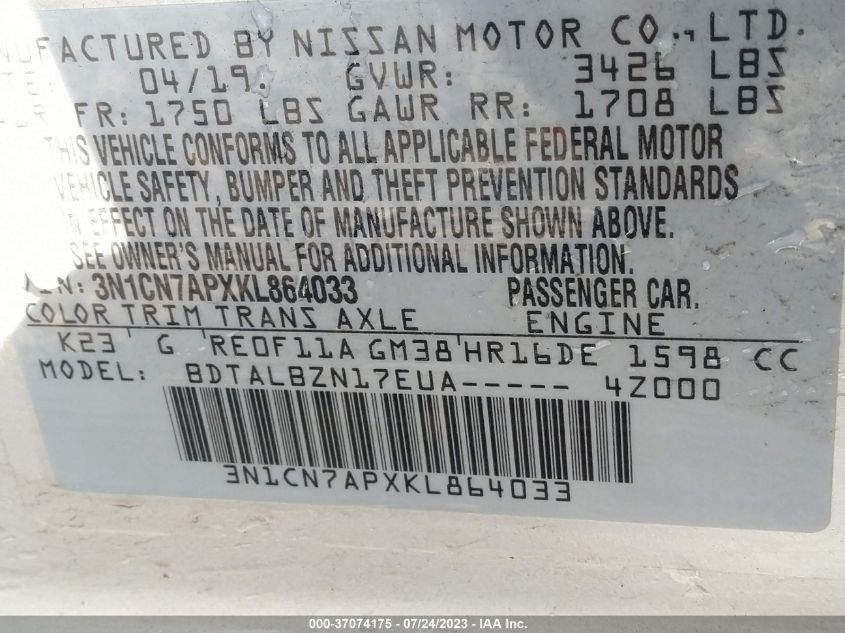 NUFACTURED BY NISSAN MOTOR CO., LTD.
04/19. GVWR: 3426 LBS
FR: 1750 LBS GAWR RR: 1708 LBS
THIS VEHICLE CONFORMS TO ALL APPLICABLE FEDERAL MOTOR
VEHICLE SAFETY, BUMPER AND THEFT PREVENTION STANDARDS
IN EFFECT ON THE DATE OF MANUFACTURE SHOWN ABOVE.
SEE OWNER'S MANUAL FOR ADDITIONAL INFORMATION.
VIN: 3N1CN7APXKL864033 PASSENGER CAR.
COLOR TRIM TRANS AXLE ENGINE
K23 G RE0F11A GM38 HR16DE 1598 CC
MODEL: BDTALBZN17EUA----- 4Z000
3N1CN7APXKL864033
000-37074175 - 07/24/2023 - IAA Inc.